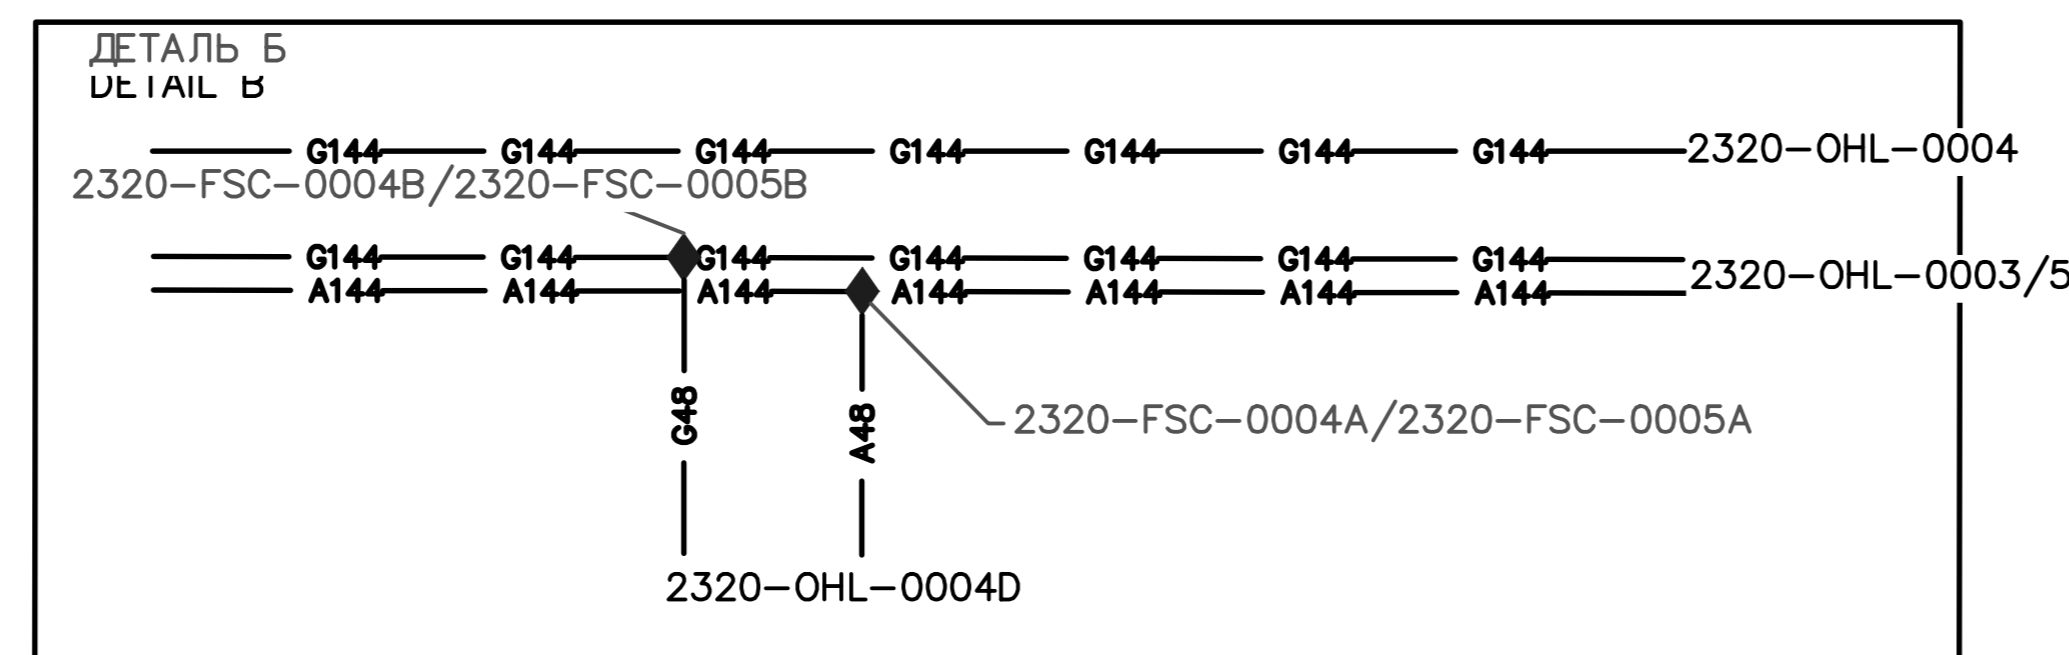 ДЕТАЛЬ Б
DETAIL B
G144 G144 G144 G144 G144 G144 G144 2320-OHL-0004
2320-FSC-0004B/2320-FSC-0005B
G144 G144 G144 G144 G144 G144 G144
A144 A144 A144 A144 A144 A144 A144
2320-OHL-0003/5
G48 A48
2320-FSC-0004A/2320-FSC-0005A
2320-OHL-0004D